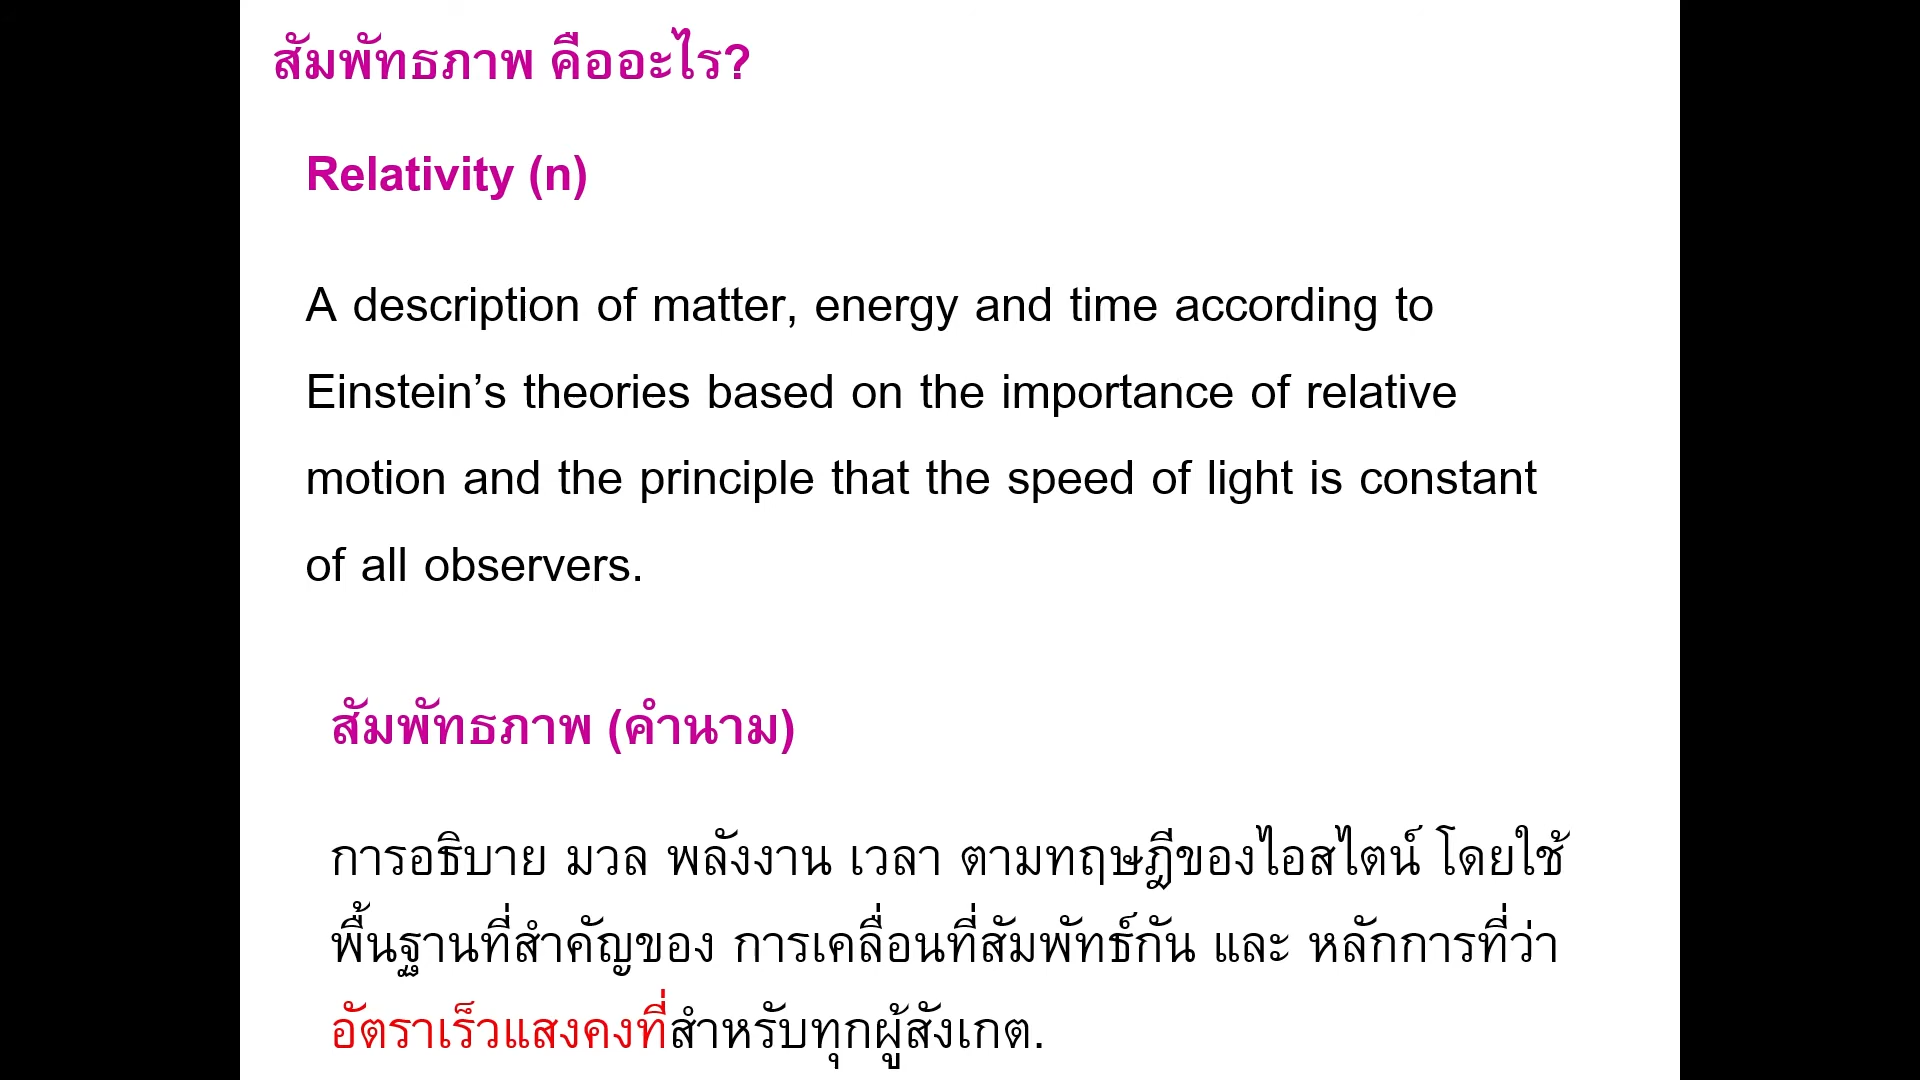 สัมพัทธภาพ คืออะไร?
Relativity (n)
A description of matter, energy and time according to
Einstein’s theories based on the importance of relative
motion and the principle that the speed of light is constant
of all observers.
สัมพัทธภาพ (คำนาม)
การอธิบาย มวล พลังงาน เวลา ตามทฤษฎีของไอสไตน์ โดยใช้
พื้นฐานที่สำคัญของ การเคลื่อนที่สัมพัทธ์กัน และ หลักการที่ว่า
อัตราเร็วแสงคงที่สำหรับทุกผู้สังเกต.